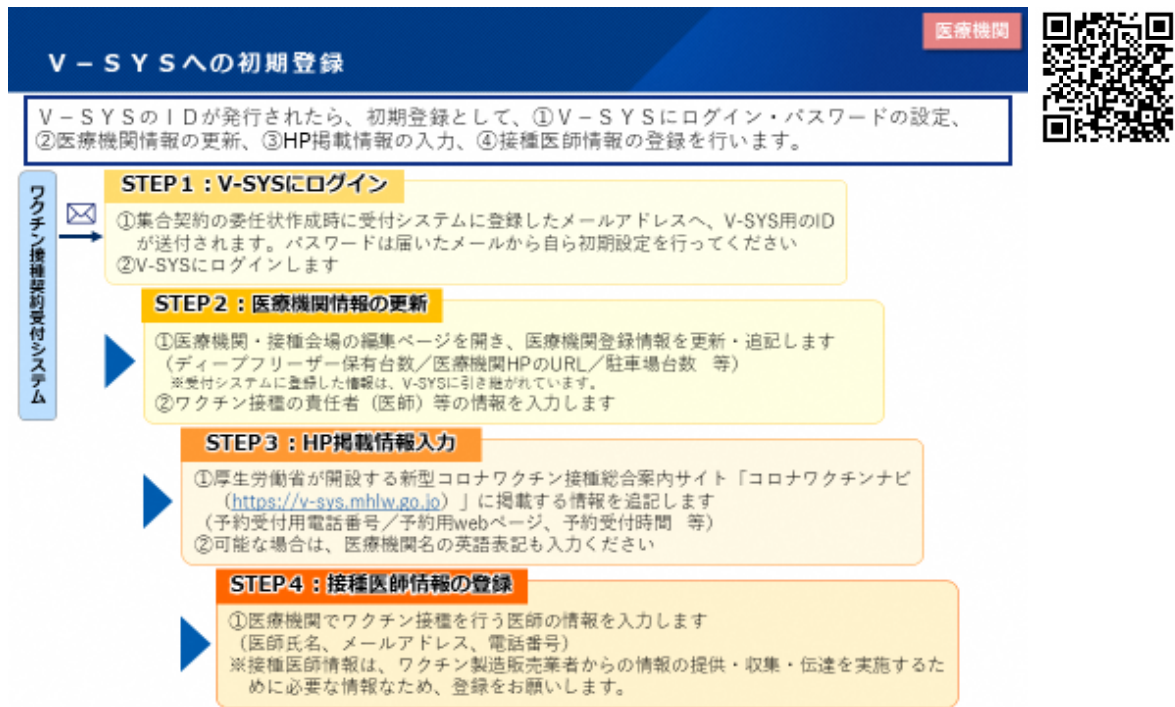 医療機関
V－SYSへの初期登録
V－SYSのIDが発行されたら、初期登録として、①V－SYSにログイン・パスワードの設定、
②医療機関情報の更新、③HP掲載情報の入力、④接種医師情報の登録を行います。
ワクチン接種契約受付システム
STEP1：V-SYSにログイン
①集合契約の委任状作成時に受付システムに登録したメールアドレスへ、V-SYS用のID
が送付されます。パスワードは届いたメールから自ら初期設定を行ってください
②V-SYSにログインします
STEP2：医療機関情報の更新
①医療機関・接種会場の編集ページを開き、医療機関登録情報を更新・追記します
（ディープフリーザー保有台数／医療機関HPのURL／駐車場台数　等）
※受付システムに登録した情報は、V-SYSに引き継がれています。
②ワクチン接種の責任者（医師）等の情報を入力します
STEP3：HP掲載情報入力
①厚生労働省が開設する新型コロナワクチン接種総合案内サイト「コロナワクチンナビ
（https://v-sys.mhlw.go.jp）」に掲載する情報を追記します
（予約受付用電話番号／予約用webページ、予約受付時間　等）
②可能な場合は、医療機関名の英語表記も入力ください
STEP4：接種医師情報の登録
①医療機関でワクチン接種を行う医師の情報を入力します
（医師氏名、メールアドレス、電話番号）
※接種医師情報は、ワクチン製造販売業者からの情報の提供・収集・伝達を実施するた
めに必要な情報なため、登録をお願いします。